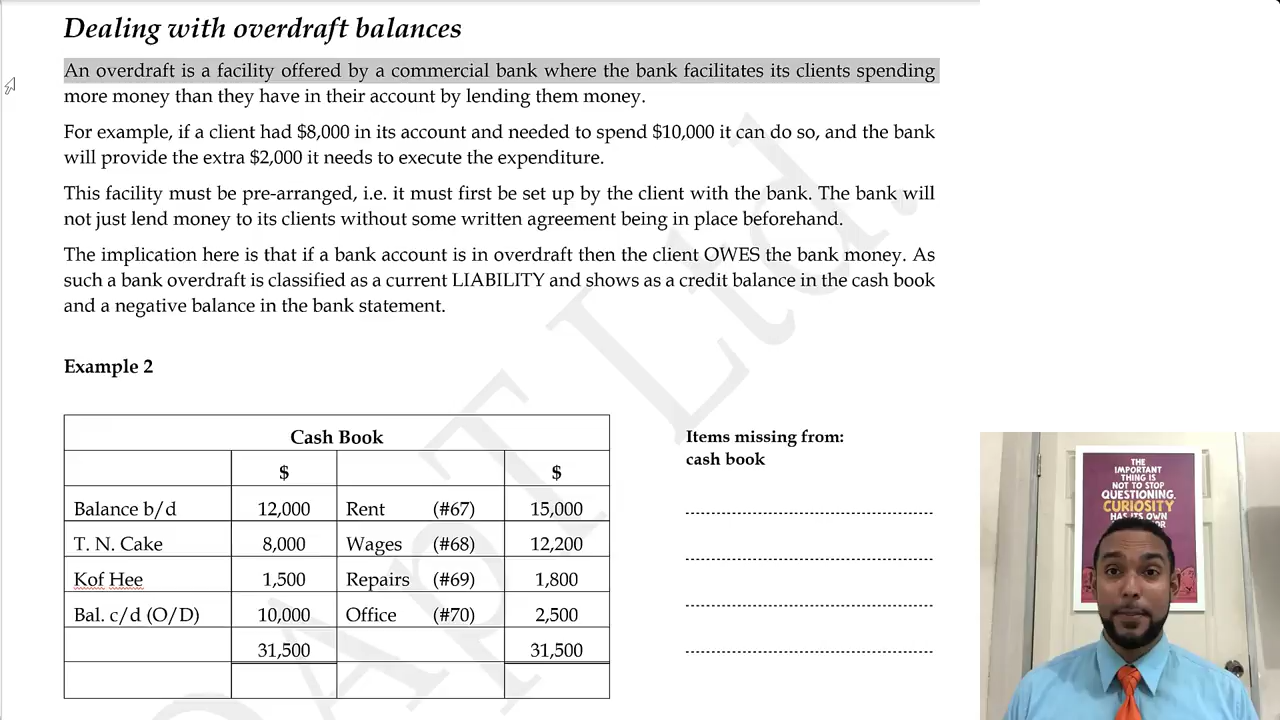 Dealing with overdraft balances
An overdraft is a facility offered by a commercial bank where the bank facilitates its clients spending
more money than they have in their account by lending them money.
For example, if a client had $8,000 in its account and needed to spend $10,000 it can do so, and the bank
will provide the extra $2,000 it needs to execute the expenditure.
This facility must be pre-arranged, i.e. it must first be set up by the client with the bank. The bank will
not just lend money to its clients without some written agreement being in place beforehand.
The implication here is that if a bank account is in overdraft then the client OWES the bank money. As
such a bank overdraft is classified as a current LIABILITY and shows as a credit balance in the cash book
and a negative balance in the bank statement.
Example 2
Cash Book
$ $
Balance b/d 12,000 Rent (#67) 15,000
T. N. Cake 8,000 Wages (#68) 12,200
Kof Hee 1,500 Repairs (#69) 1,800
Bal. c/d (O/D) 10,000 Office (#70) 2,500
31,500 31,500
Items missing from:
cash book
THE
IMPORTANT
THING IS
NOT TO STOP
QUESTIONING.
CURIOSITY
HAS ITS OWN
Ltd.